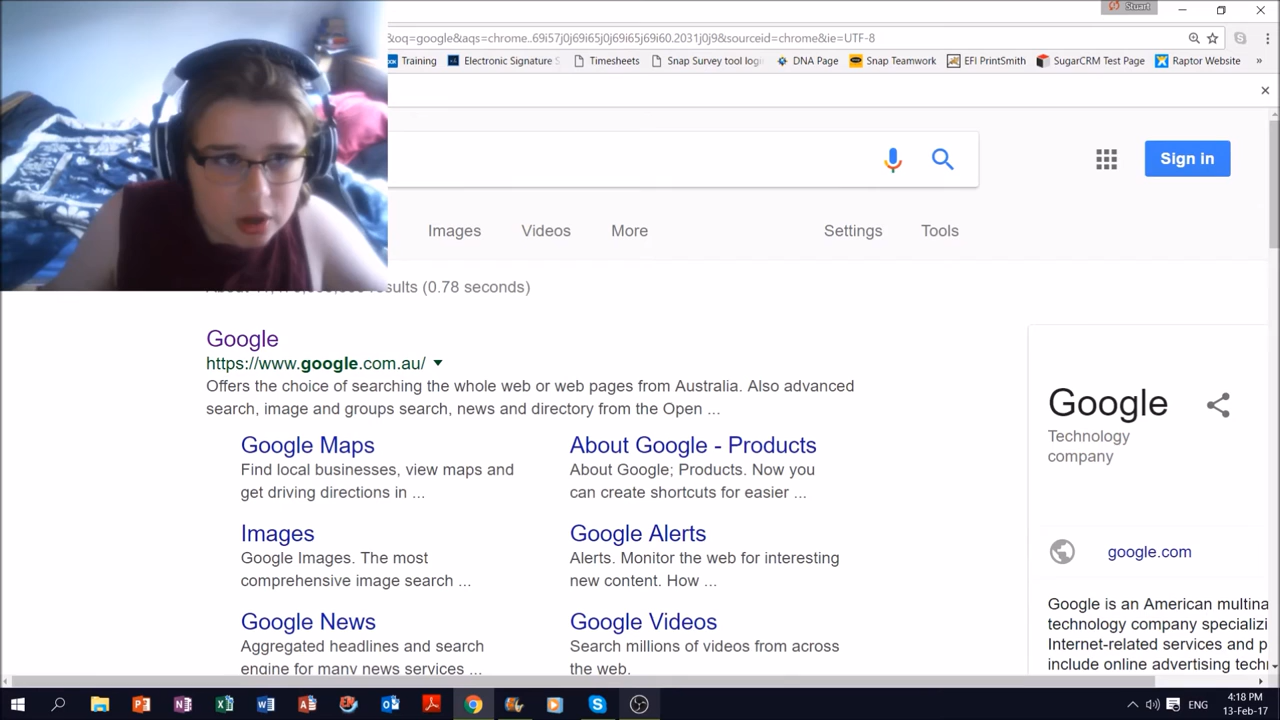 Stuart
&oq=google&aqs=chrome..69i57j0j69i65j0j69i65j69i60.2031j0j9&sourceid=chrome&ie=UTF-8
Training Electronic Signature S Timesheets Snap Survey tool logi DNA Page Snap Teamwork EFI PrintSmith SugarCRM Test Page Raptor Website »
Sign in
Images Videos More Settings Tools
results (0.78 seconds)
Google
https://www.google.com.au/
Offers the choice of searching the whole web or web pages from Australia. Also advanced
search, image and groups search, news and directory from the Open ...
Google Maps
Find local businesses, view maps and
get driving directions in ...
About Google - Products
About Google; Products. Now you
can create shortcuts for easier ...
Images
Google Images. The most
comprehensive image search ...
Google Alerts
Alerts. Monitor the web for interesting
new content. How ...
Google News
Aggregated headlines and search
engine for many news services ...
Google Videos
Search millions of videos from across
the web.
Google
Technology
company
google.com
Google is an American multina
technology company specializi
Internet-related services and p
include online advertising tech
ENG
4:18 PM
13-Feb-17